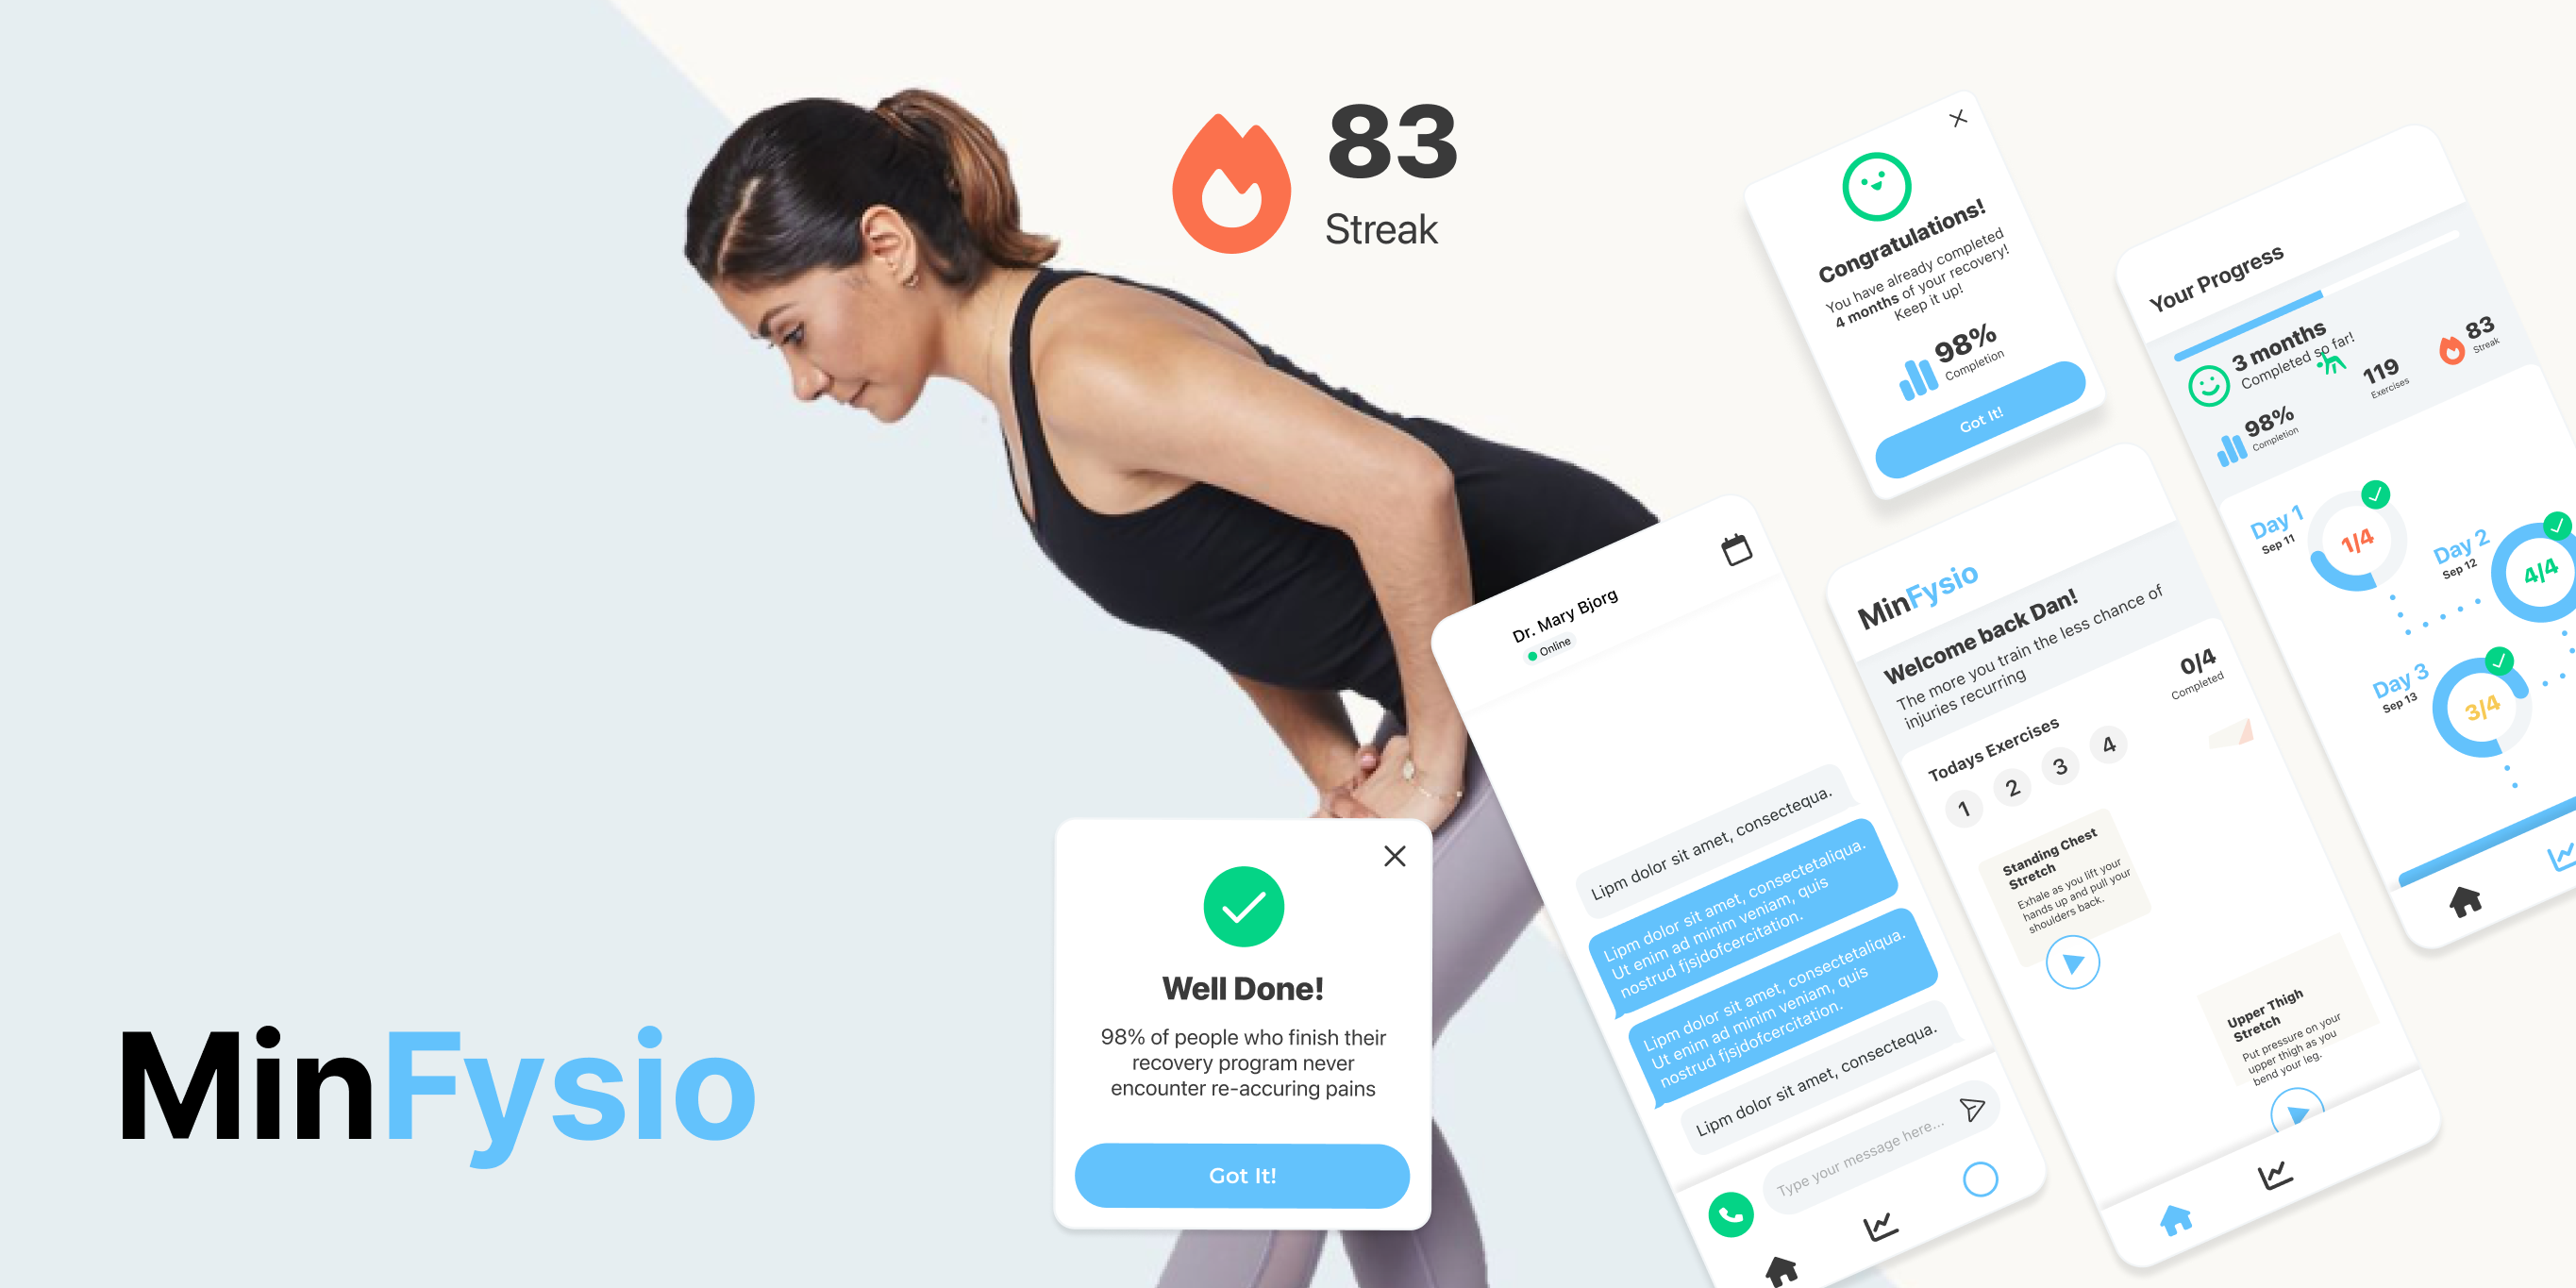 83
Streak
MinFysio
Well Done!
98% of people who finish their
recovery program never
encounter re-accuring pains
Got It!
Congratulations!
You have already completed
4 months of your recovery!
Keep it up!
98%
Completion
Got It!
Dr. Mary Bjorg
Online
Lipm dolor sit amet, consectequa.
Lipm dolor sit amet, consectetaliqua.
Ut enim ad minim veniam, quis
nostrud fjsjdofcercitation.
Lipm dolor sit amet, consectetaliqua.
Ut enim ad minim veniam, quis
nostrud fjsjdofcercitation.
Lipm dolor sit amet, consectequa.
Type your message here...
MinFysio
Welcome back Dan!
The more you train the less chance of
injuries recurring
Todays Exercises
0/4
Completed
1 2 3 4
Standing Chest
Stretch
Exhale as you lift your
hands up and pull your
shoulders back.
Upper Thigh
Stretch
Put pressure on your
upper thigh as you
bend your leg.
Your Progress
3 months
Completed so far!
98%
Completion
119
Exercises
83
Streak
Day 1
Sep 11
1/4
Day 2
Sep 12
4/4
Day 3
Sep 13
3/4